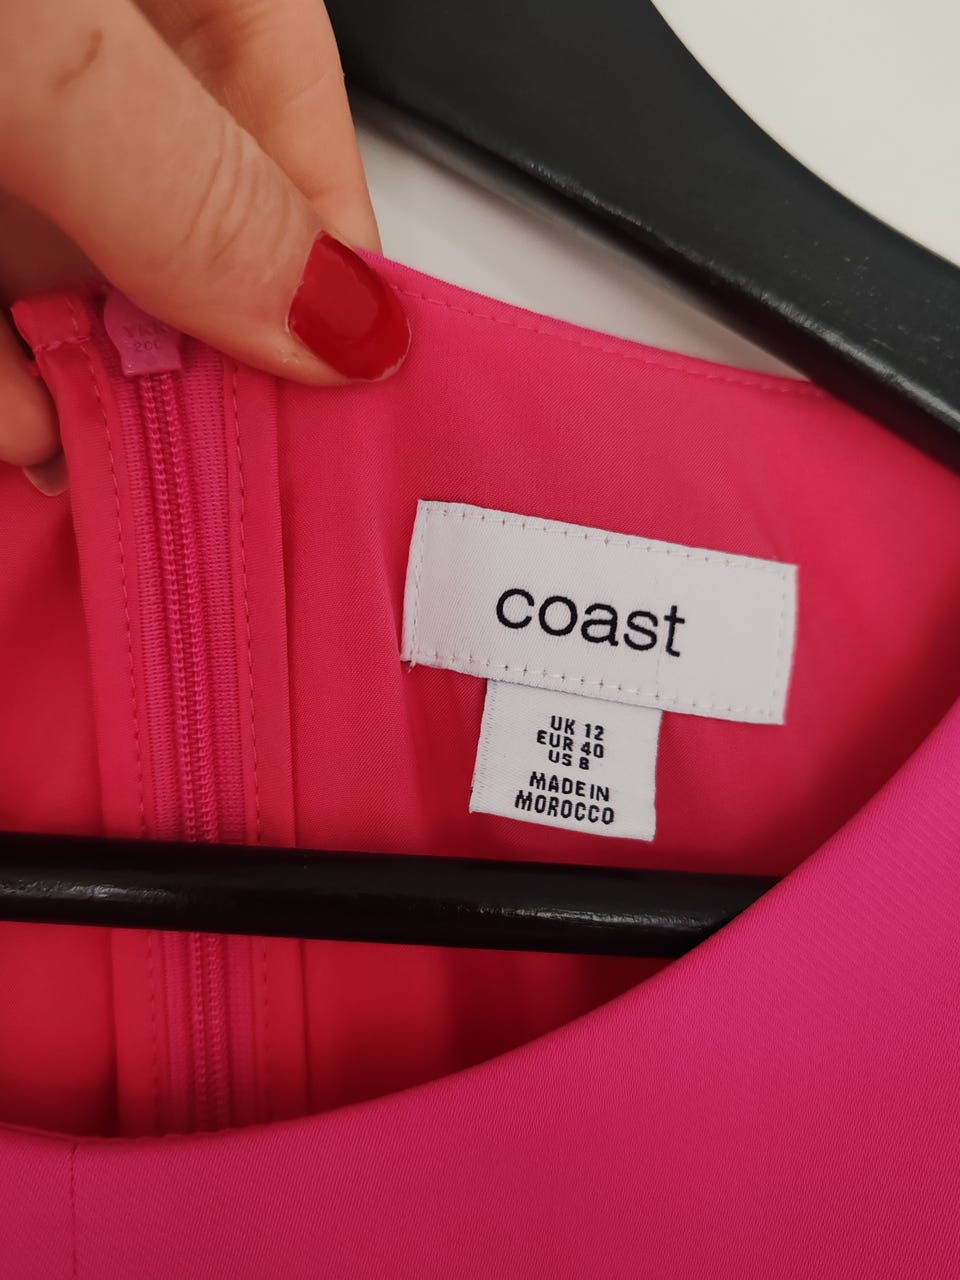 coast
UK 12
EUR 40
US 8
MADE IN
MOROCCO